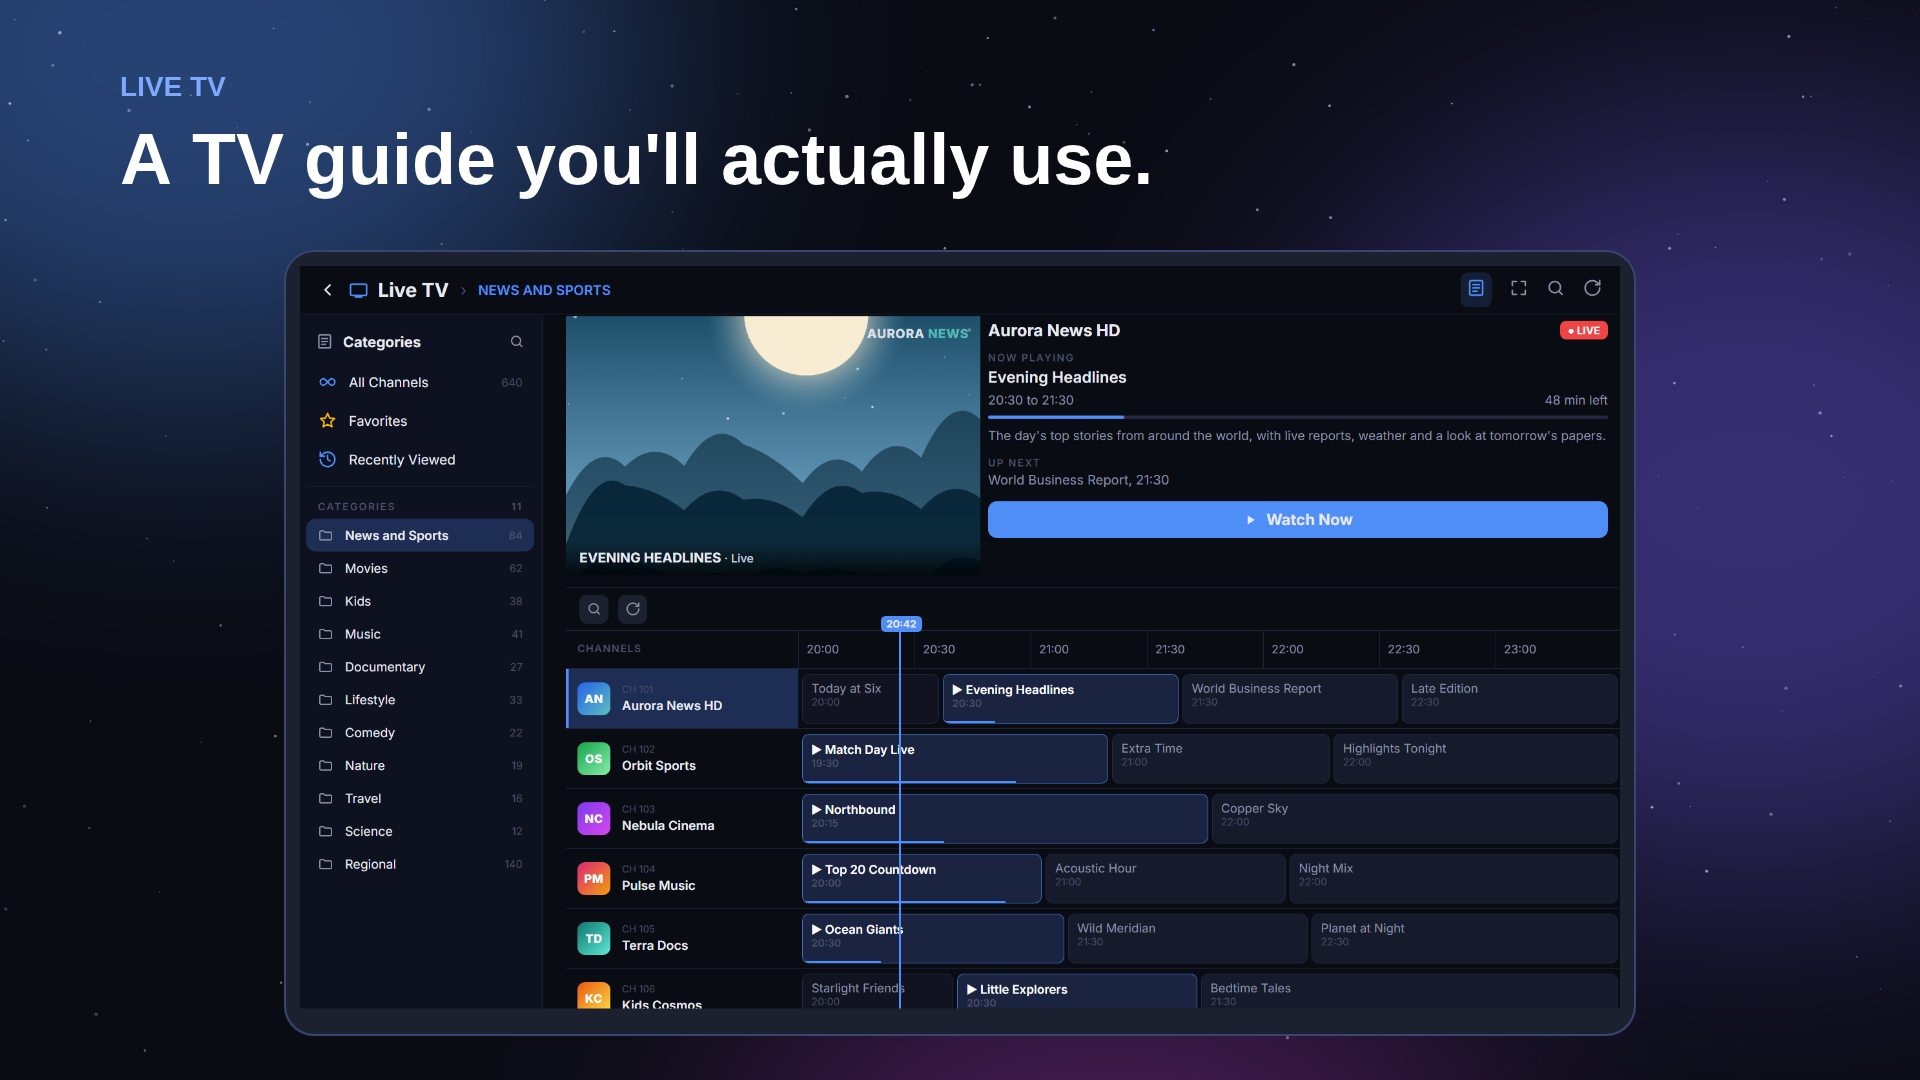 LIVE TV
A TV guide you'll actually use.
Live TV › NEWS AND SPORTS
Categories
All Channels 640
Favorites
Recently Viewed
CATEGORIES 11
News and Sports 84
Movies 62
Kids 38
Music 41
Documentary 27
Lifestyle 33
Comedy 22
Nature 19
Travel 16
Science 12
Regional 140
AURORA NEWS
EVENING HEADLINES · Live
Aurora News HD
● LIVE
NOW PLAYING
Evening Headlines
20:30 to 21:30 48 min left
The day's top stories from around the world, with live reports, weather and a look at tomorrow's papers.
UP NEXT
World Business Report, 21:30
Watch Now
20:42
CHANNELS 20:00 20:30 21:00 21:30 22:00 22:30 23:00
AN
CH 101
Aurora News HD
Today at Six
20:00
▶ Evening Headlines
20:30
World Business Report
21:30
Late Edition
22:30
OS
CH 102
Orbit Sports
▶ Match Day Live
19:30
Extra Time
21:00
Highlights Tonight
22:00
NC
CH 103
Nebula Cinema
▶ Northbound
20:15
Copper Sky
22:00
PM
CH 104
Pulse Music
▶ Top 20 Countdown
20:00
Acoustic Hour
21:00
Night Mix
22:00
TD
CH 105
Terra Docs
▶ Ocean Giants
20:30
Wild Meridian
21:30
Planet at Night
22:30
KC
CH 106
Kids Cosmos
Starlight Friends
20:00
▶ Little Explorers
20:30
Bedtime Tales
21:30